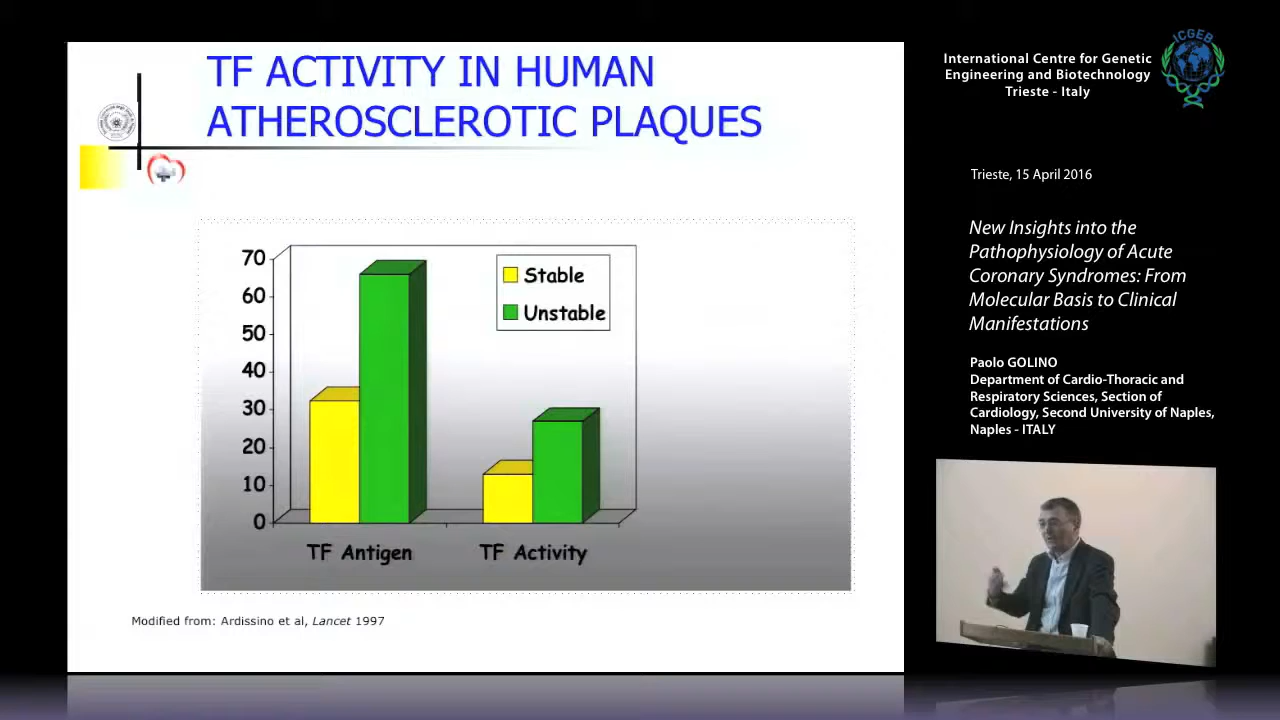 TF ACTIVITY IN HUMAN
ATHEROSCLEROTIC PLAQUES
70
60
50
40
30
20
10
0
Stable
Unstable
TF Antigen
TF Activity
Modified from: Ardissino et al, Lancet 1997
International Centre for Genetic
Engineering and Biotechnology
Trieste - Italy
ICGEB
Trieste, 15 April 2016
New Insights into the
Pathophysiology of Acute
Coronary Syndromes: From
Molecular Basis to Clinical
Manifestations
Paolo GOLINO
Department of Cardio-Thoracic and
Respiratory Sciences, Section of
Cardiology, Second University of Naples,
Naples - ITALY